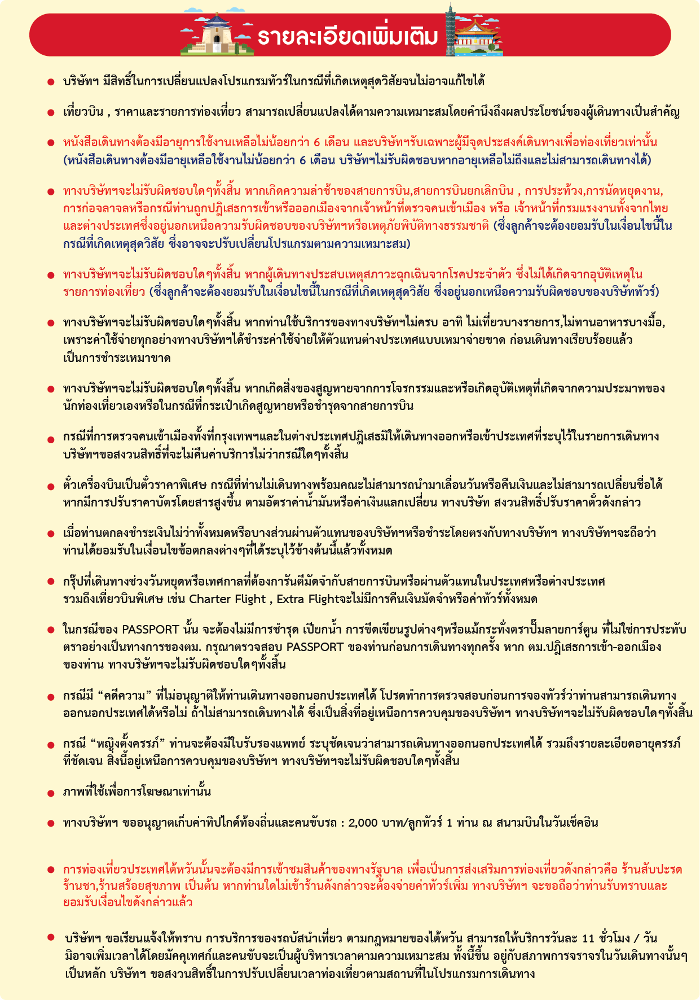 รายละเอียดเพิ่มเติม
บริษัทฯ มีสิทธิ์ในการเปลี่ยนแปลงโปรแกรมทัวร์ในกรณีที่เกิดเหตุสุดวิสัยจนไม่อาจแก้ไขได้
เที่ยวบิน , ราคาและรายการท่องเที่ยว สามารถเปลี่ยนแปลงได้ตามความเหมาะสมโดยคำนึงถึงผลประโยชน์ของผู้เดินทางเป็นสำคัญ
หนังสือเดินทางต้องมีอายุการใช้งานเหลือไม่น้อยกว่า 6 เดือน และบริษัทฯรับเฉพาะผู้มีจุดประสงค์เดินทางเพื่อท่องเที่ยวเท่านั้น
(หนังสือเดินทางต้องมีอายุเหลือใช้งานไม่น้อยกว่า 6 เดือน บริษัทฯไม่รับผิดชอบหากอายุเหลือไม่ถึงและไม่สามารถเดินทางได้)
ทางบริษัทฯจะไม่รับผิดชอบใดๆทั้งสิ้น หากเกิดความล่าช้าของสายการบิน,สายการบินยกเลิกบิน , การประท้วง,การนัดหยุดงาน,
การก่อจลาจลหรือกรณีท่านถูกปฎิเสธการเข้าหรือออกเมืองจากเจ้าหน้าที่ตรวจคนเข้าเมือง หรือ เจ้าหน้าที่กรมแรงงานทั้งจากไทย
และต่างประเทศซึ่งอยู่นอกเหนือความรับผิดชอบของบริษัทฯหรือเหตุภัยพิบัติทางธรรมชาติ (ซึ่งลูกค้าจะต้องยอมรับในเงื่อนไขนี้ใน
กรณีที่เกิดเหตุสุดวิสัย ซึ่งอาจจะปรับเปลี่ยนโปรแกรมตามความเหมาะสม)
ทางบริษัทฯจะไม่รับผิดชอบใดๆทั้งสิ้น หากผู้เดินทางประสบเหตุสภาวะฉุกเฉินจากโรคประจำตัว ซึ่งไม่ได้เกิดจากอุบัติเหตุใน
รายการท่องเที่ยว (ซึ่งลูกค้าจะต้องยอมรับในเงื่อนไขนี้ในกรณีที่เกิดเหตุสุดวิสัย ซึ่งอยู่นอกเหนือความรับผิดชอบของบริษัททัวร์)
ทางบริษัทฯจะไม่รับผิดชอบใดๆทั้งสิ้น หากท่านใช้บริการของทางบริษัทฯไม่ครบ อาทิ ไม่เที่ยวบางรายการ,ไม่ทานอาหารบางมื้อ,
เพราะค่าใช้จ่ายทุกอย่างทางบริษัทฯได้ชำระค่าใช้จ่ายให้ตัวแทนต่างประเทศแบบเหมาจ่ายขาด ก่อนเดินทางเรียบร้อยแล้ว
เป็นการชำระเหมาขาด
ทางบริษัทฯจะไม่รับผิดชอบใดๆทั้งสิ้น หากเกิดสิ่งของสูญหายจากการโจรกรรมและหรือเกิดอุบัติเหตุที่เกิดจากความประมาทของ
นักท่องเที่ยวเองหรือในกรณีที่กระเป๋าเกิดสูญหายหรือชำรุดจากสายการบิน
กรณีที่การตรวจคนเข้าเมืองทั้งที่กรุงเทพฯและในต่างประเทศปฎิเสธมิให้เดินทางออกหรือเข้าประเทศที่ระบุไว้ในรายการเดินทาง
บริษัทฯขอสงวนสิทธิ์ที่จะไม่คืนค่าบริการไม่ว่ากรณีใดๆทั้งสิ้น
ตั๋วเครื่องบินเป็นตั๋วราคาพิเศษ กรณีที่ท่านไม่เดินทางพร้อมคณะไม่สามารถนำมาเลื่อนวันหรือคืนเงินและไม่สามารถเปลี่ยนชื่อได้
หากมีการปรับราคาบัตรโดยสารสูงขึ้น ตามอัตราค่าน้ำมันหรือค่าเงินแลกเปลี่ยน ทางบริษัท สงวนสิทธิ์ปรับราคาตั๋วดังกล่าว
เมื่อท่านตกลงชำระเงินไม่ว่าทั้งหมดหรือบางส่วนผ่านตัวแทนของบริษัทฯหรือชำระโดยตรงกับทางบริษัทฯ ทางบริษัทฯจะถือว่า
ท่านได้ยอมรับในเงื่อนไขข้อตกลงต่างๆที่ได้ระบุไว้ข้างต้นนี้แล้วทั้งหมด
กรุ๊ปที่เดินทางช่วงวันหยุดหรือเทศกาลที่ต้องการันตีมัดจำกับสายการบินหรือผ่านตัวแทนในประเทศหรือต่างประเทศ
รวมถึงเที่ยวบินพิเศษ เช่น Charter Flight , Extra Flightจะไม่มีการคืนเงินมัดจำหรือค่าทัวร์ทั้งหมด
ในกรณีของ PASSPORT นั้น จะต้องไม่มีการชำรุด เปียกน้ำ การขีดเขียนรูปต่างๆหรือแม้กระทั่งตราปั๊มลายการ์ตูน ที่ไม่ใช่การประทับ
ตราอย่างเป็นทางการของตม. กรุณาตรวจสอบ PASSPORT ของท่านก่อนการเดินทางทุกครั้ง หาก ตม.ปฎิเสธการเข้า-ออกเมือง
ของท่าน ทางบริษัทฯจะไม่รับผิดชอบใดๆทั้งสิ้น
กรณีมี “คดีความ” ที่ไม่อนุญาติให้ท่านเดินทางออกนอกประเทศได้ โปรดทำการตรวจสอบก่อนการจองทัวร์ว่าท่านสามารถเดินทาง
ออกนอกประเทศได้หรือไม่ ถ้าไม่สามารถเดินทางได้ ซึ่งเป็นสิ่งที่อยู่เหนือการควบคุมของบริษัทฯ ทางบริษัทฯจะไม่รับผิดชอบใดๆทั้งสิ้น
กรณี “หญิงตั้งครรภ์” ท่านจะต้องมีใบรับรองแพทย์ ระบุชัดเจนว่าสามารถเดินทางออกนอกประเทศได้ รวมถึงรายละเอียดอายุครรภ์
ที่ชัดเจน สิ่งนี้อยู่เหนือการควบคุมของบริษัทฯ ทางบริษัทฯจะไม่รับผิดชอบใดๆทั้งสิ้น
ภาพที่ใช้เพื่อการโฆษณาเท่านั้น
ทางบริษัทฯ ขออนุญาตเก็บค่าทิปไกด์ท้องถิ่นและคนขับรถ : 2,000 บาท/ลูกทัวร์ 1 ท่าน ณ สนามบินในวันเช็คอิน
การท่องเที่ยวประเทศไต้หวันนั้นจะต้องมีการเข้าชมสินค้าของทางรัฐบาล เพื่อเป็นการส่งเสริมการท่องเที่ยวดังกล่าวคือ ร้านสับปะรด
ร้านชา,ร้านสร้อยสุขภาพ เป็นต้น หากท่านใดไม่เข้าร้านดังกล่าวจะต้องจ่ายค่าทัวร์เพิ่ม ทางบริษัทฯ จะขอถือว่าท่านรับทราบและ
ยอมรับเงื่อนไขดังกล่าวแล้ว
บริษัทฯ ขอเรียนแจ้งให้ทราบ การบริการของรถบัสนำเที่ยว ตามกฎหมายของไต้หวัน สามารถให้บริการวันละ 11 ชั่วโมง / วัน
มิอาจเพิ่มเวลาได้โดยมัคคุเทศก์และคนขับจะเป็นผู้บริหารเวลาตามความเหมาะสม ทั้งนี้ขึ้น อยู่กับสภาพการจราจรในวันเดินทางนั้นๆ
เป็นหลัก บริษัทฯ ขอสงวนสิทธิ์ในการปรับเปลี่ยนเวลาท่องเที่ยวตามสถานที่ในโปรแกรมการเดินทาง